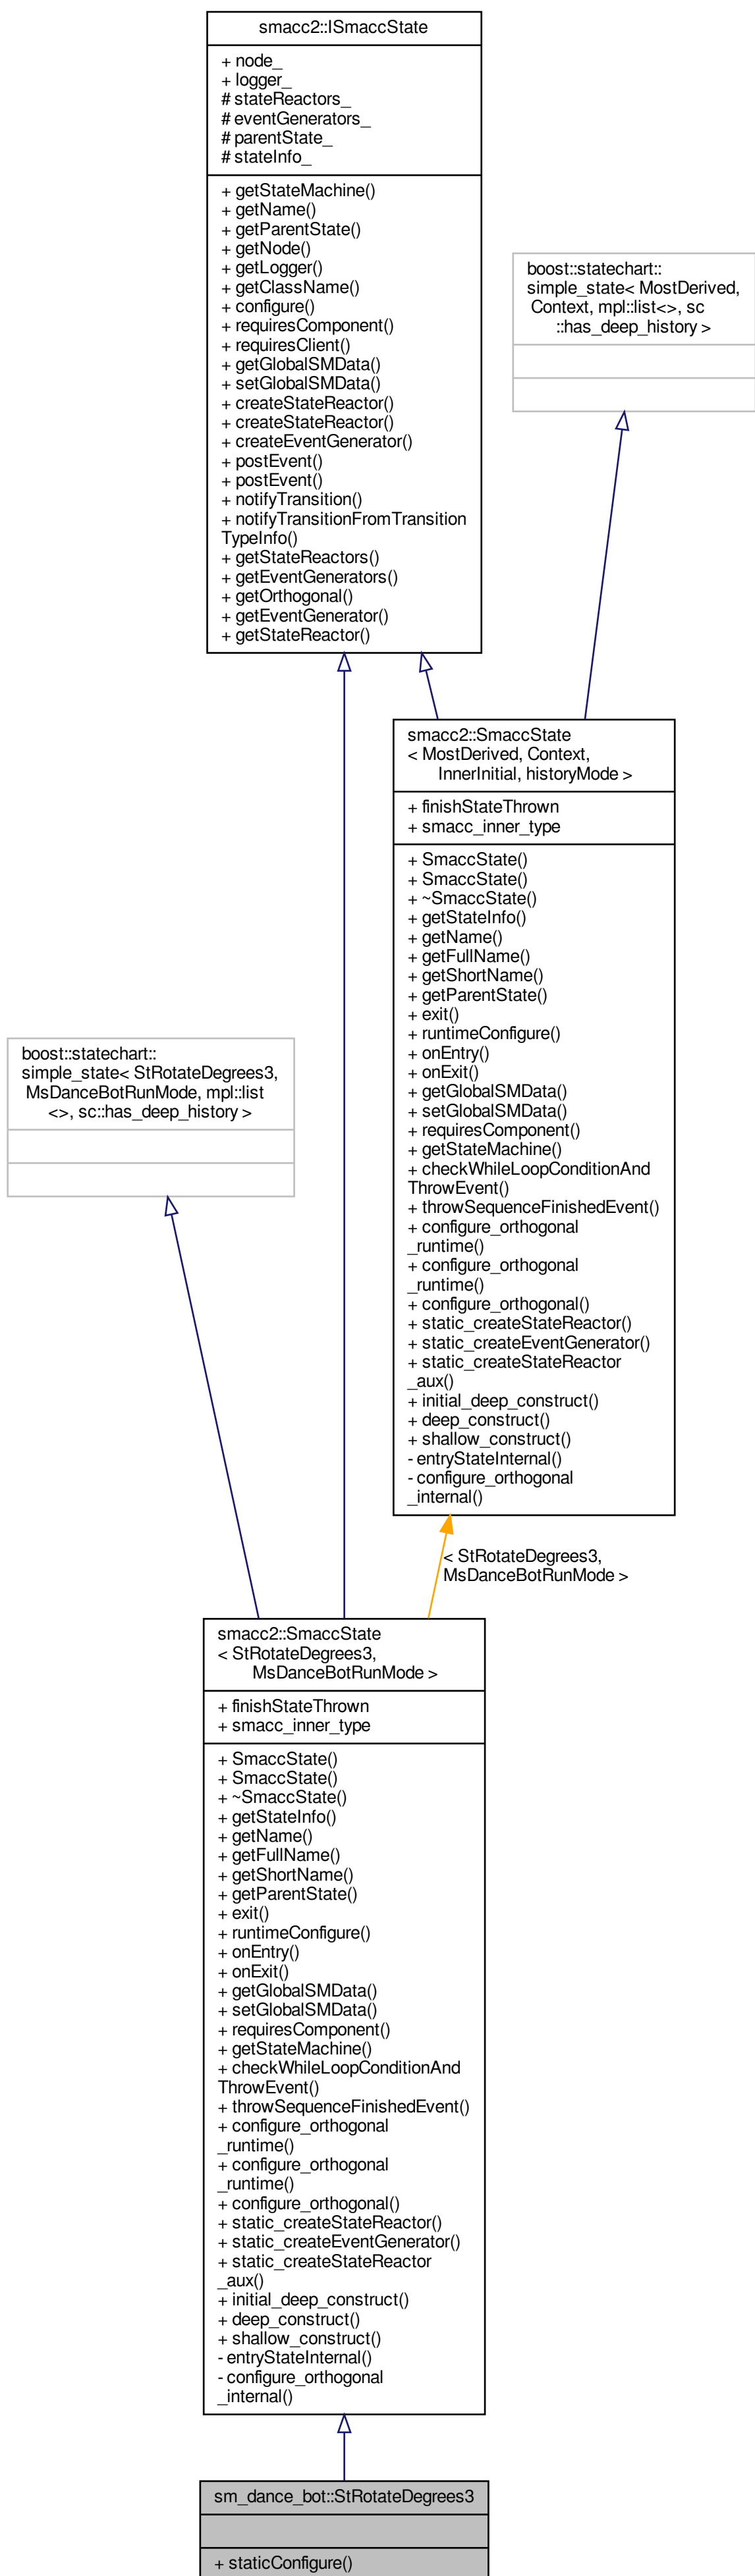 smacc2::ISmaccState
+ node_
+ logger_
# stateReactors_
# eventGenerators_
# parentState_
# stateInfo_
+ getStateMachine()
+ getName()
+ getParentState()
+ getNode()
+ getLogger()
+ getClassName()
+ configure()
+ requiresComponent()
+ requiresClient()
+ getGlobalSMData()
+ setGlobalSMData()
+ createStateReactor()
+ createStateReactor()
+ createEventGenerator()
+ postEvent()
+ postEvent()
+ notifyTransition()
+ notifyTransitionFromTransition
TypeInfo()
+ getStateReactors()
+ getEventGenerators()
+ getOrthogonal()
+ getEventGenerator()
+ getStateReactor()
boost::statechart::
simple_state< MostDerived,
Context, mpl::list<>, sc
::has_deep_history >
smacc2::SmaccState
< MostDerived, Context,
InnerInitial, historyMode >
+ finishStateThrown
+ smacc_inner_type
+ SmaccState()
+ SmaccState()
+ ~SmaccState()
+ getStateInfo()
+ getName()
+ getFullName()
+ getShortName()
+ getParentState()
+ exit()
+ runtimeConfigure()
+ onEntry()
+ onExit()
+ getGlobalSMData()
+ setGlobalSMData()
+ requiresComponent()
+ getStateMachine()
+ checkWhileLoopConditionAnd
ThrowEvent()
+ throwSequenceFinishedEvent()
+ configure_orthogonal
_runtime()
+ configure_orthogonal
_runtime()
+ configure_orthogonal()
+ static_createStateReactor()
+ static_createEventGenerator()
+ static_createStateReactor
_aux()
+ initial_deep_construct()
+ deep_construct()
+ shallow_construct()
- entryStateInternal()
- configure_orthogonal
_internal()
boost::statechart::
simple_state< StRotateDegrees3,
MsDanceBotRunMode, mpl::list
<>, sc::has_deep_history >
< StRotateDegrees3,
MsDanceBotRunMode >
smacc2::SmaccState
< StRotateDegrees3,
MsDanceBotRunMode >
+ finishStateThrown
+ smacc_inner_type
+ SmaccState()
+ SmaccState()
+ ~SmaccState()
+ getStateInfo()
+ getName()
+ getFullName()
+ getShortName()
+ getParentState()
+ exit()
+ runtimeConfigure()
+ onEntry()
+ onExit()
+ getGlobalSMData()
+ setGlobalSMData()
+ requiresComponent()
+ getStateMachine()
+ checkWhileLoopConditionAnd
ThrowEvent()
+ throwSequenceFinishedEvent()
+ configure_orthogonal
_runtime()
+ configure_orthogonal
_runtime()
+ configure_orthogonal()
+ static_createStateReactor()
+ static_createEventGenerator()
+ static_createStateReactor
_aux()
+ initial_deep_construct()
+ deep_construct()
+ shallow_construct()
- entryStateInternal()
- configure_orthogonal
_internal()
sm_dance_bot::StRotateDegrees3
+ staticConfigure()